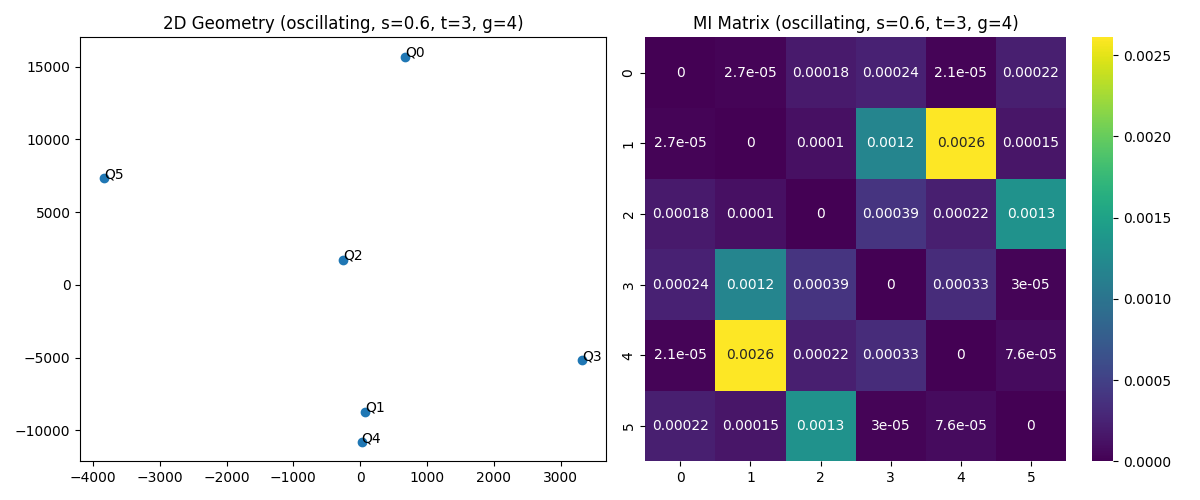 2D Geometry (oscillating, s=0.6, t=3, g=4)
15000
10000
5000
0
−5000
−10000
−4000 −3000 −2000 −1000 0 1000 2000 3000
Q0
Q5
Q2
Q3
Q1
Q4
MI Matrix (oscillating, s=0.6, t=3, g=4)
0 0 2.7e-05 0.00018 0.00024 2.1e-05 0.00022
1 2.7e-05 0 0.0001 0.0012 0.0026 0.00015
2 0.00018 0.0001 0 0.00039 0.00022 0.0013
3 0.00024 0.0012 0.00039 0 0.00033 3e-05
4 2.1e-05 0.0026 0.00022 0.00033 0 7.6e-05
5 0.00022 0.00015 0.0013 3e-05 7.6e-05 0
0 1 2 3 4 5
0.0025
0.0020
0.0015
0.0010
0.0005
0.0000